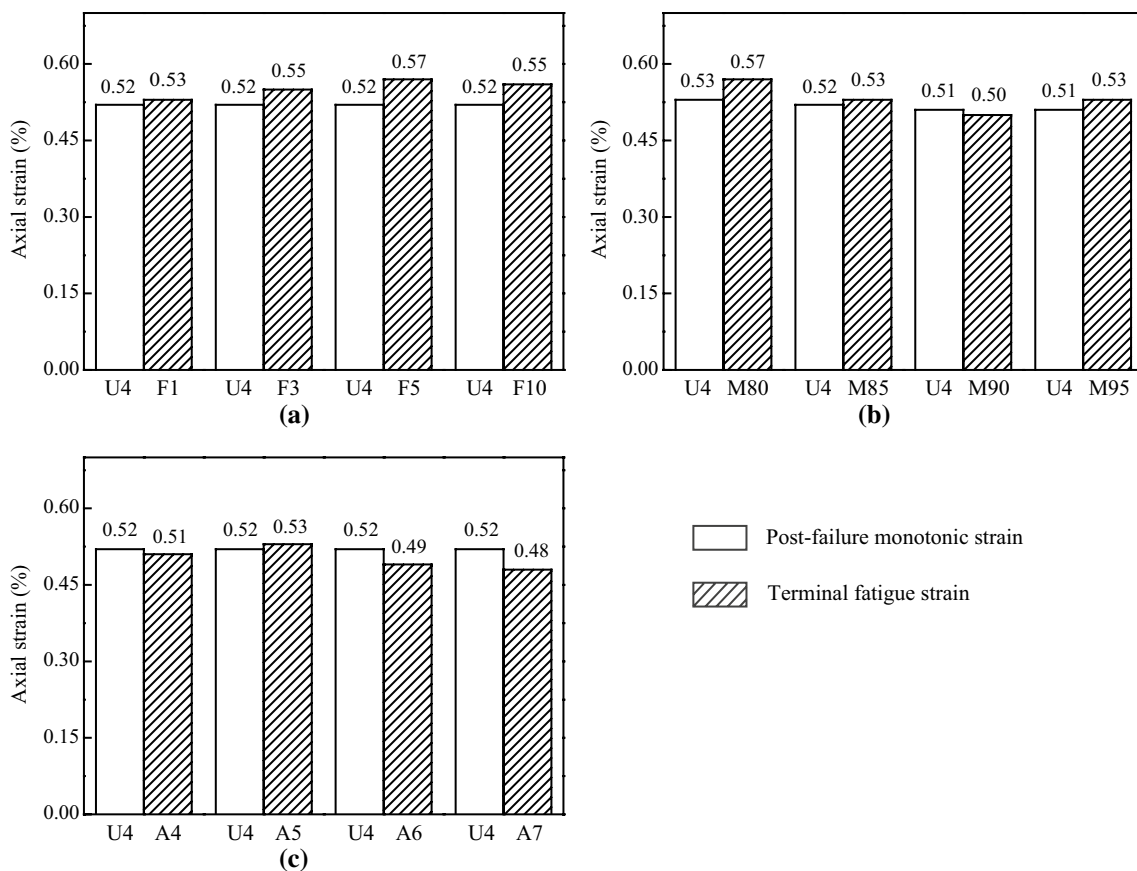 0.60
0.45
0.30
0.15
0.00
Axial strain (%)
0.52 0.53 0.52 0.55 0.52 0.57 0.52 0.55
U4 F1 U4 F3 U4 F5 U4 F10
(a)
0.60
0.45
0.30
0.15
0.00
Axial strain (%)
0.53 0.57 0.52 0.53 0.51 0.50 0.51 0.53
U4 M80 U4 M85 U4 M90 U4 M95
(b)
0.60
0.45
0.30
0.15
0.00
Axial strain (%)
0.52 0.51 0.52 0.53 0.52 0.49 0.52 0.48
U4 A4 U4 A5 U4 A6 U4 A7
(c)
Post-failure monotonic strain
Terminal fatigue strain